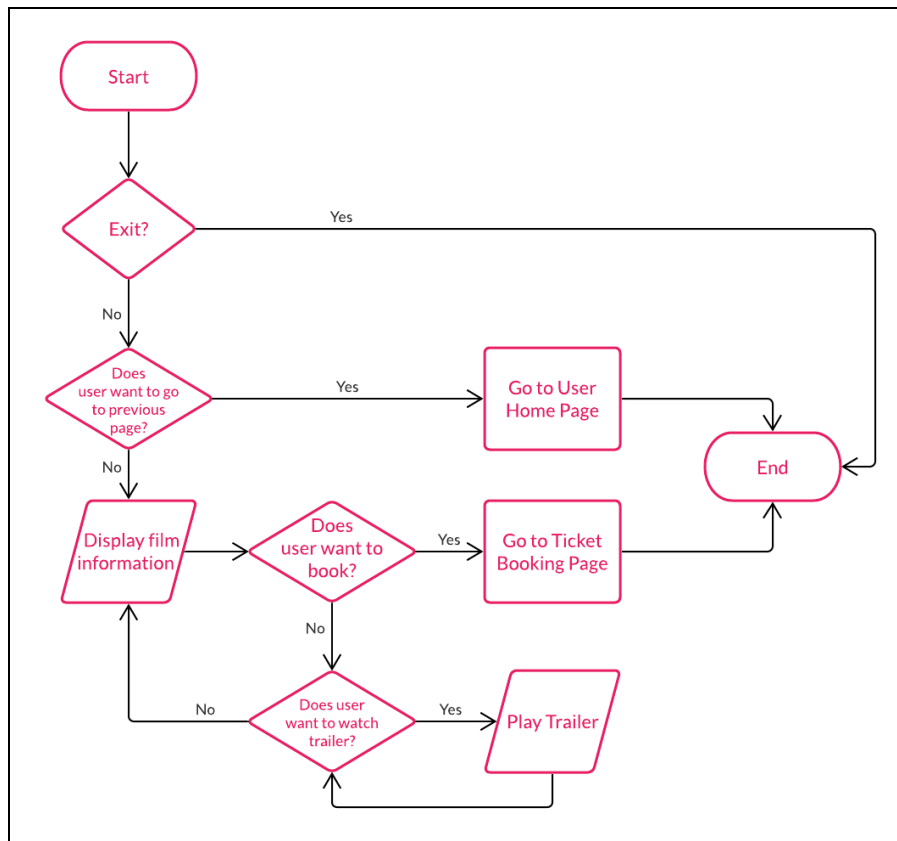 Start
Exit?
Yes
No
Does
user want to go
to previous
page?
Yes
Go to User
Home Page
No
End
Display film
information
Does
user want to
book?
Yes
Go to Ticket
Booking Page
No
Does user
want to watch
trailer?
No
Yes
Play Trailer